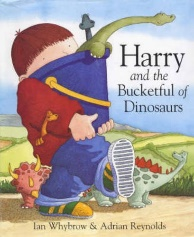 Harry
and the
Bucketful of
Dinosaurs
Ian Whybrow & Adrian Reynolds